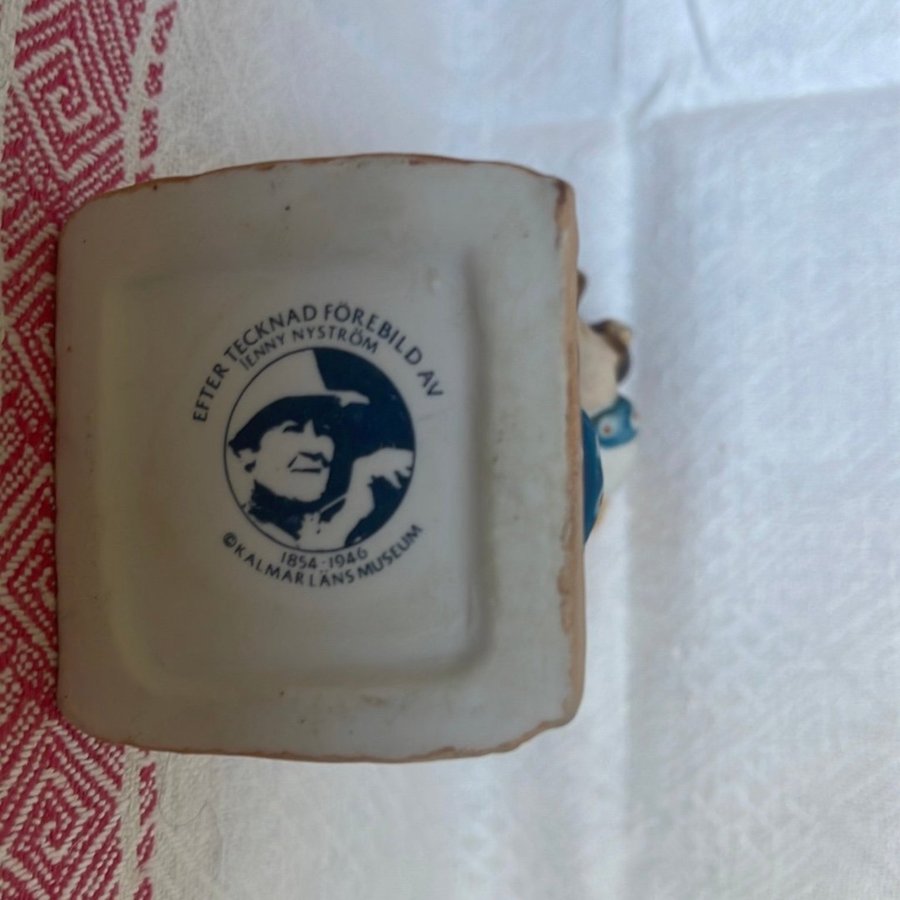 EFTER TECKNAD FÖREBILD AV
JENNY NYSTRÖM
1854-1946
©KALMAR LÄNS MUSEUM